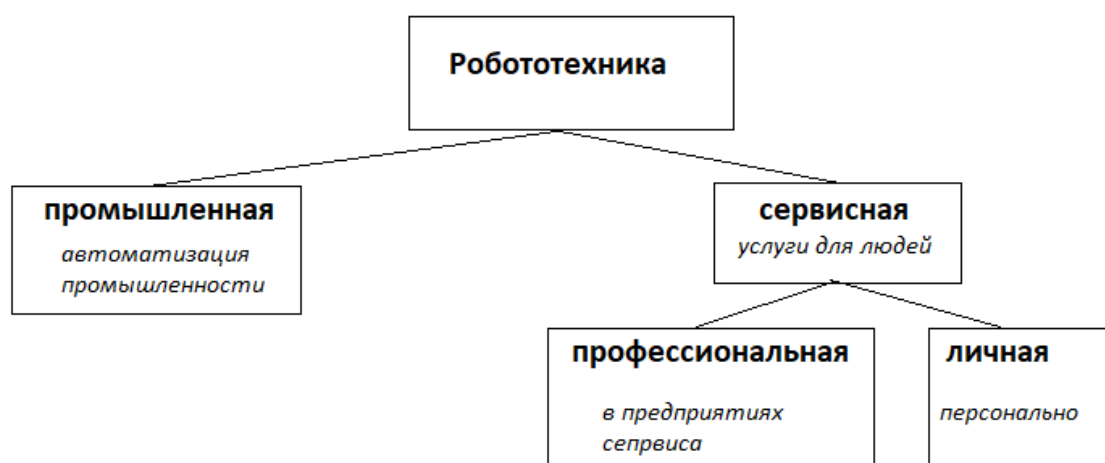 Робототехника
промышленная
автоматизация
промышленности
сервисная
услуги для людей
профессиональная
в предприятиях
сепрвиса
личная
персонально